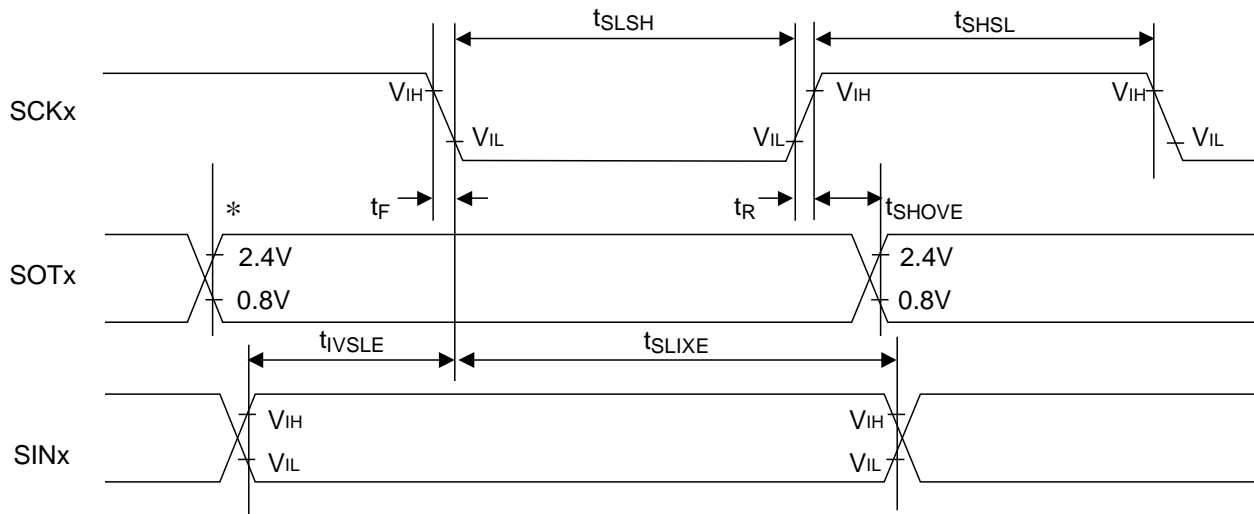 tSLSH
tSHSL
SCKx
VIH
VIH
VIH
VIL
VIL
VIL
tF
tR
tSHOVE
*
SOTx
2.4V
2.4V
0.8V
0.8V
tIVSLE
tSLIXE
SINx
VIH
VIH
VIL
VIL